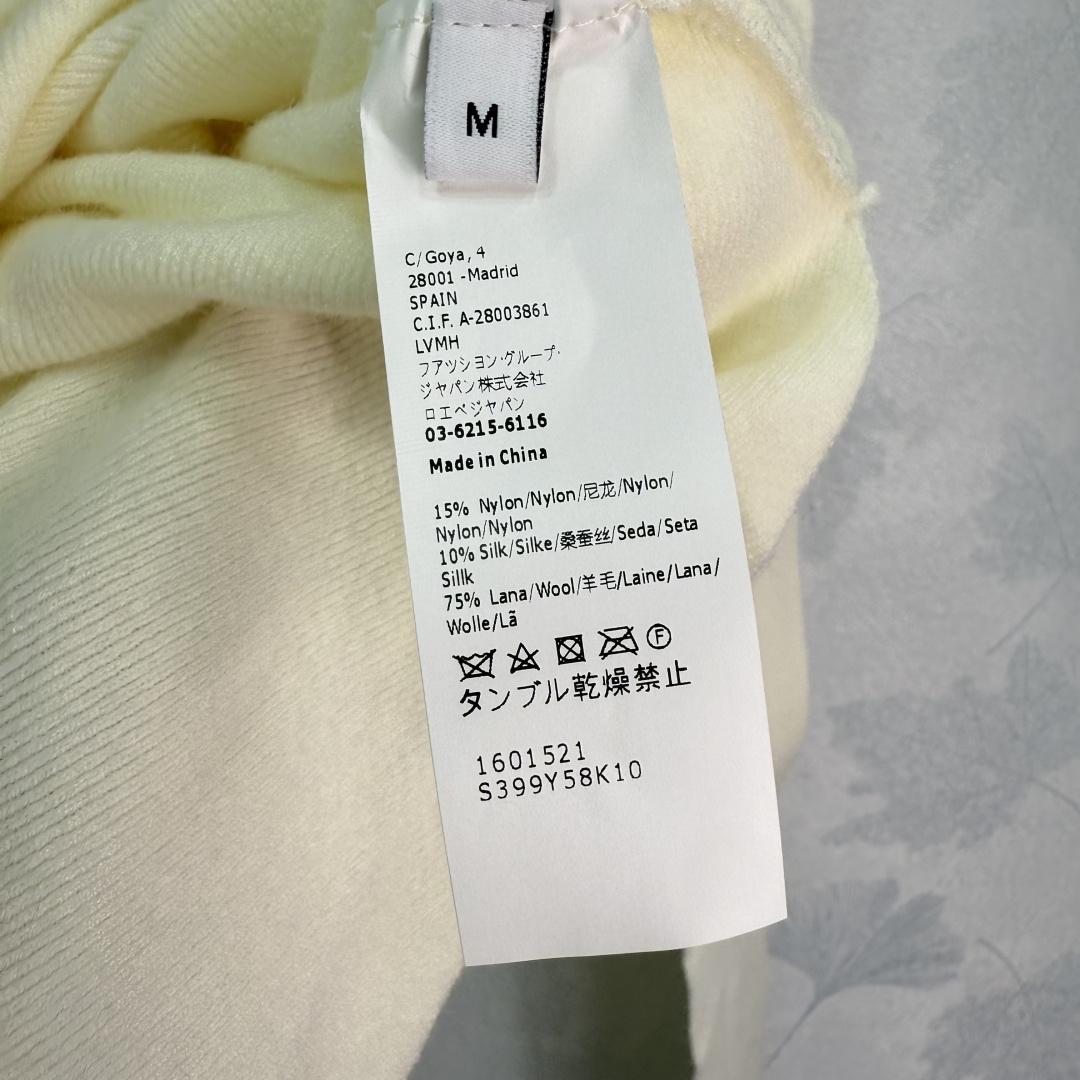 M
C/Goya, 4
28001 -Madrid
SPAIN
C.I.F. A-28003861
LVMH
フアツシヨン·グループ·
ジャパン株式会社
ロエベジャパン
03-6215-6116
Made in China
15% Nylon/Nylon/尼龙/Nylon/
Nylon/Nylon
10% Silk/Silke/桑蚕丝/Seda/Seta
Sillk
75% Lana/Wool/羊毛/Laine/Lana/
Wolle/Lã
F
タンブル乾燥禁止
1601521
S399Y58K10